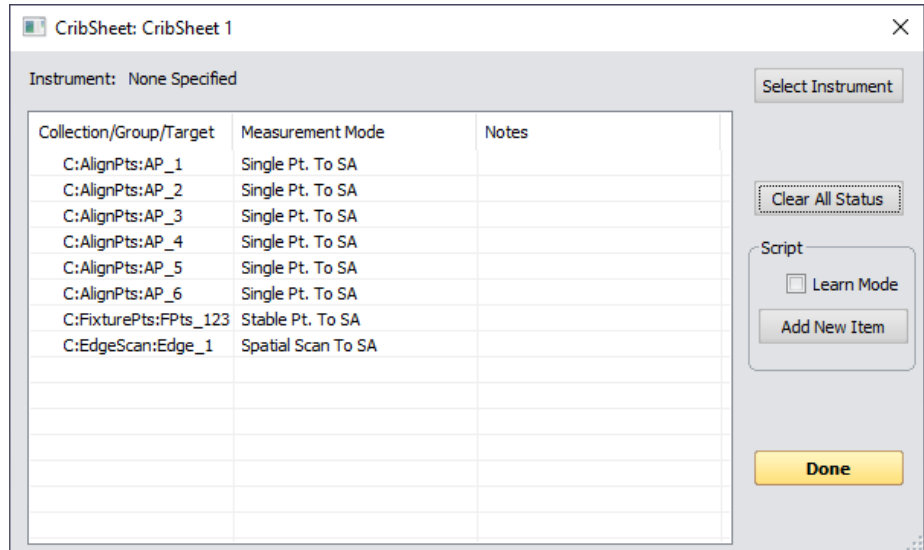 CribSheet: CribSheet 1
Instrument: None Specified
Select Instrument
Collection/Group/Target Measurement Mode Notes
C:AlignPts:AP_1 Single Pt. To SA
C:AlignPts:AP_2 Single Pt. To SA
C:AlignPts:AP_3 Single Pt. To SA
C:AlignPts:AP_4 Single Pt. To SA
C:AlignPts:AP_5 Single Pt. To SA
C:AlignPts:AP_6 Single Pt. To SA
C:FixturePts:FPts_123 Stable Pt. To SA
C:EdgeScan:Edge_1 Spatial Scan To SA
Clear All Status
Script
Learn Mode
Add New Item
Done